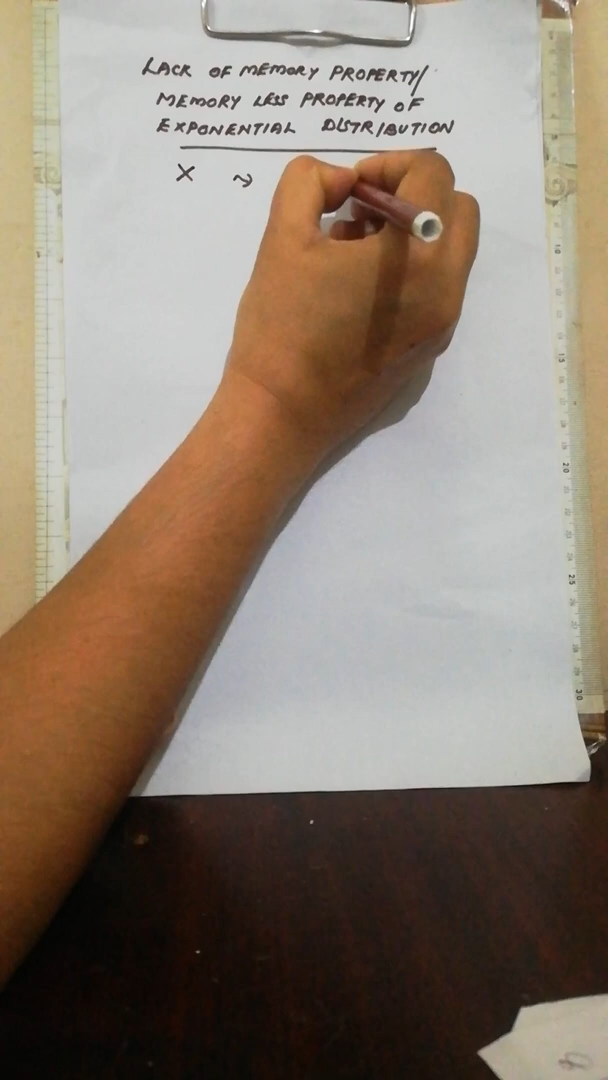 LACK OF MEMORY PROPERTY/
MEMORY LESS PROPERTY OF
EXPONENTIAL DISTRIBUTION
X ~